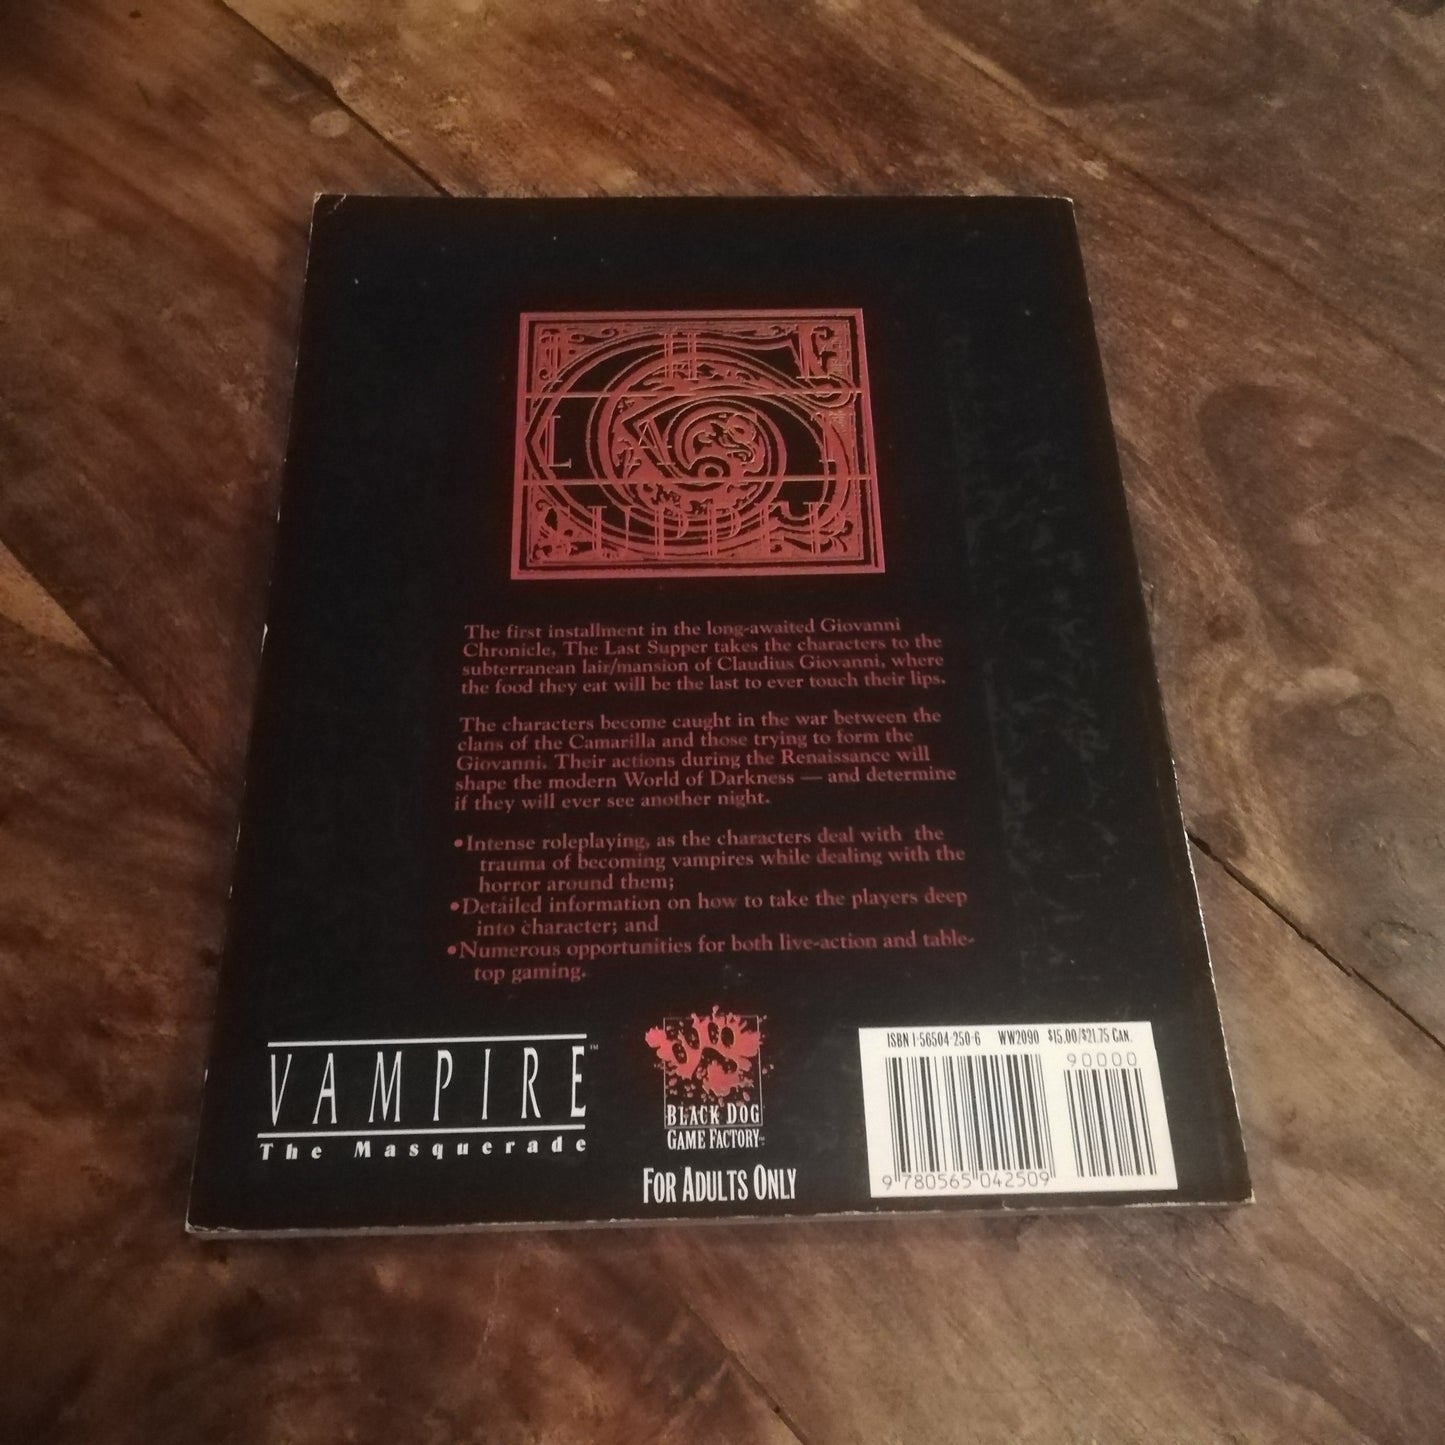 THE
LAST
SUPPER
The first installment in the long-awaited Giovanni
Chronicle, The Last Supper takes the characters to the
subterranean lair/mansion of Claudius Giovanni, where
the food they eat will be the last to ever touch their lips.
The characters become caught in the war between the
clans of the Camarilla and those trying to form the
Giovanni. Their actions during the Renaissance will
shape the modern World of Darkness — and determine
if they will ever see another night.
•Intense roleplaying, as the characters deal with the
trauma of becoming vampires while dealing with the
horror around them;
•Detailed information on how to take the players deep
into character; and
•Numerous opportunities for both live-action and table-
top gaming.
VAMPIRE™
The Masquerade
BLACK DOG
GAME FACTORY™
FOR ADULTS ONLY
ISBN 1-56504-250-6 WW2090 $15.00/$21.75 CAN.
90000
9 780565 042509